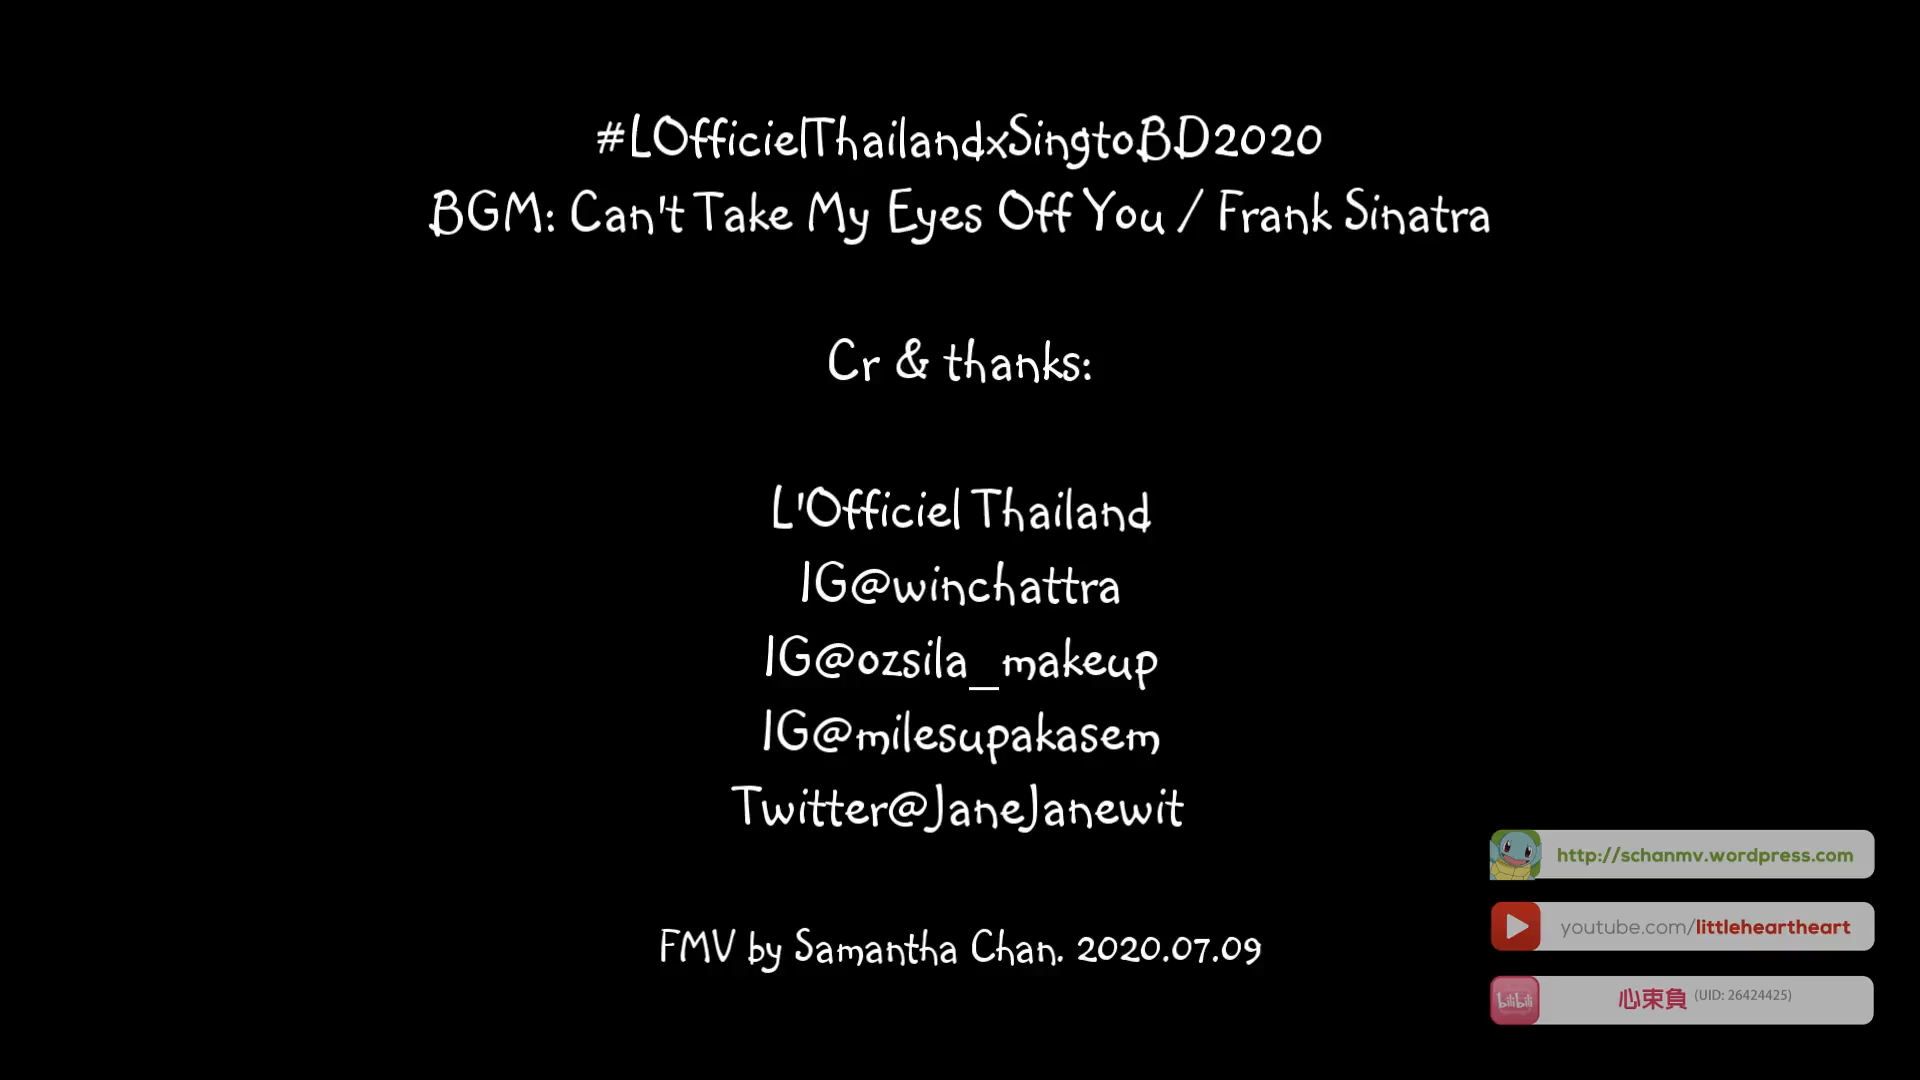 #LOfficielThailandxSingtoBD2020
BGM: Can't Take My Eyes Off You / Frank Sinatra
Cr & thanks:
L'Officiel Thailand
IG@winchattra
IG@ozsila_makeup
IG@milesupakasem
Twitter@JaneJanewit
FMV by Samantha Chan. 2020.07.09
http://schanmv.wordpress.com
youtube.com/littleheartheart
bilibili 心束負 (UID: 26424425)